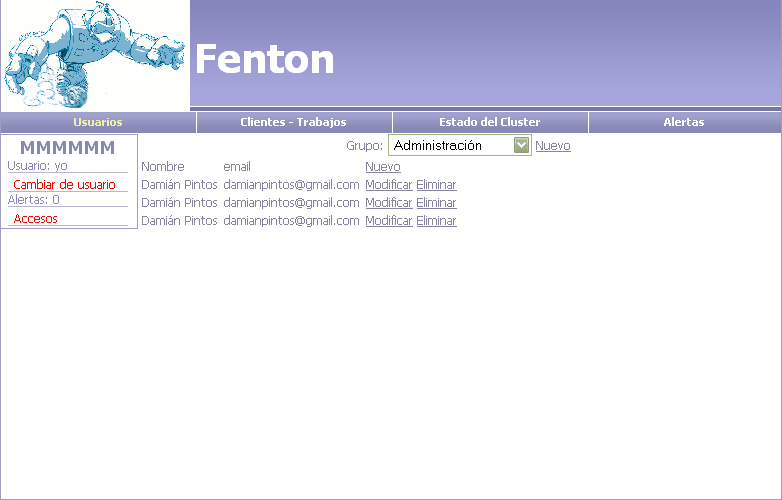 Fenton
Usuarios Clientes - Trabajos Estado del Cluster Alertas
MMMMMM
Usuario: yo
Cambiar de usuario
Alertas: 0
Accesos
Grupo: Administración Nuevo
Nombre email Nuevo
Damián Pintos damianpintos@gmail.com Modificar Eliminar
Damián Pintos damianpintos@gmail.com Modificar Eliminar
Damián Pintos damianpintos@gmail.com Modificar Eliminar